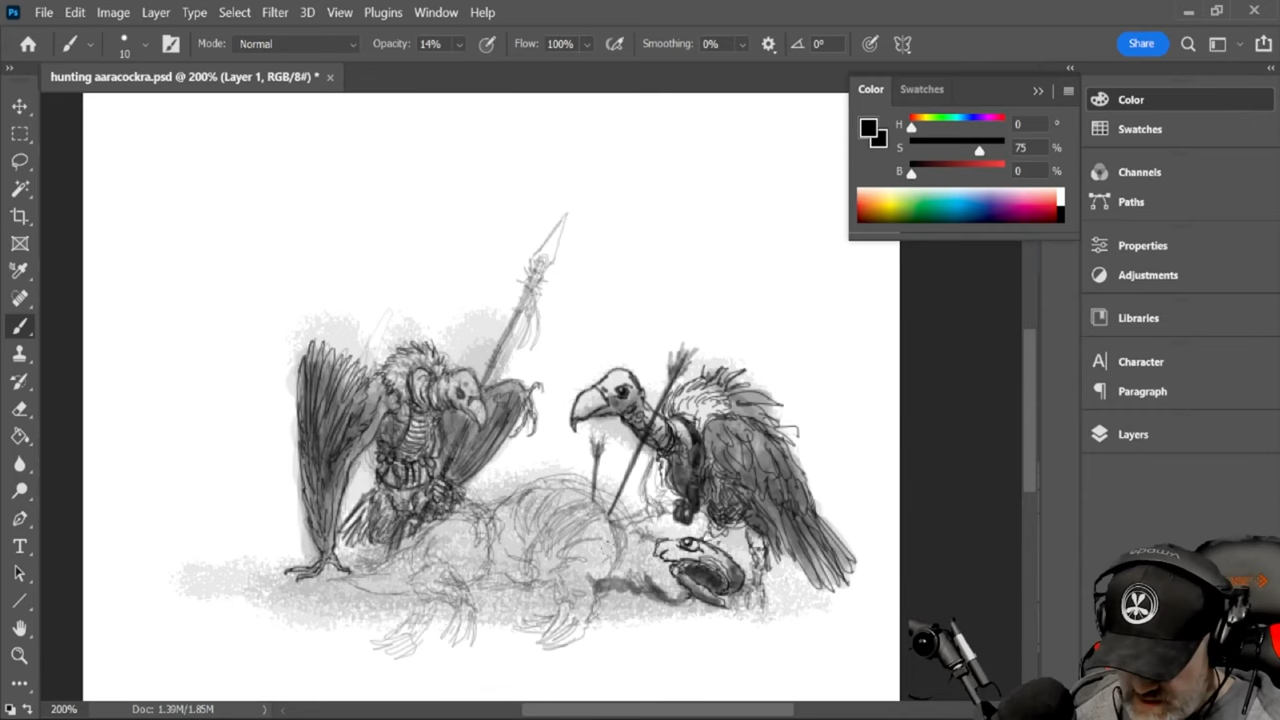 Ps File Edit Image Layer Type Select Filter 3D View Plugins Window Help
10 Mode: Normal Opacity: 14% Flow: 100% Smoothing: 0% 0° Share
hunting aaracockra.psd @ 200% (Layer 1, RGB/8#) * ×
Color Swatches
H 0 °
S 75 %
B 0 %
Color
Swatches
Channels
Paths
Properties
Adjustments
Libraries
Character
Paragraph
Layers
200% Doc: 1.39M/1.85M